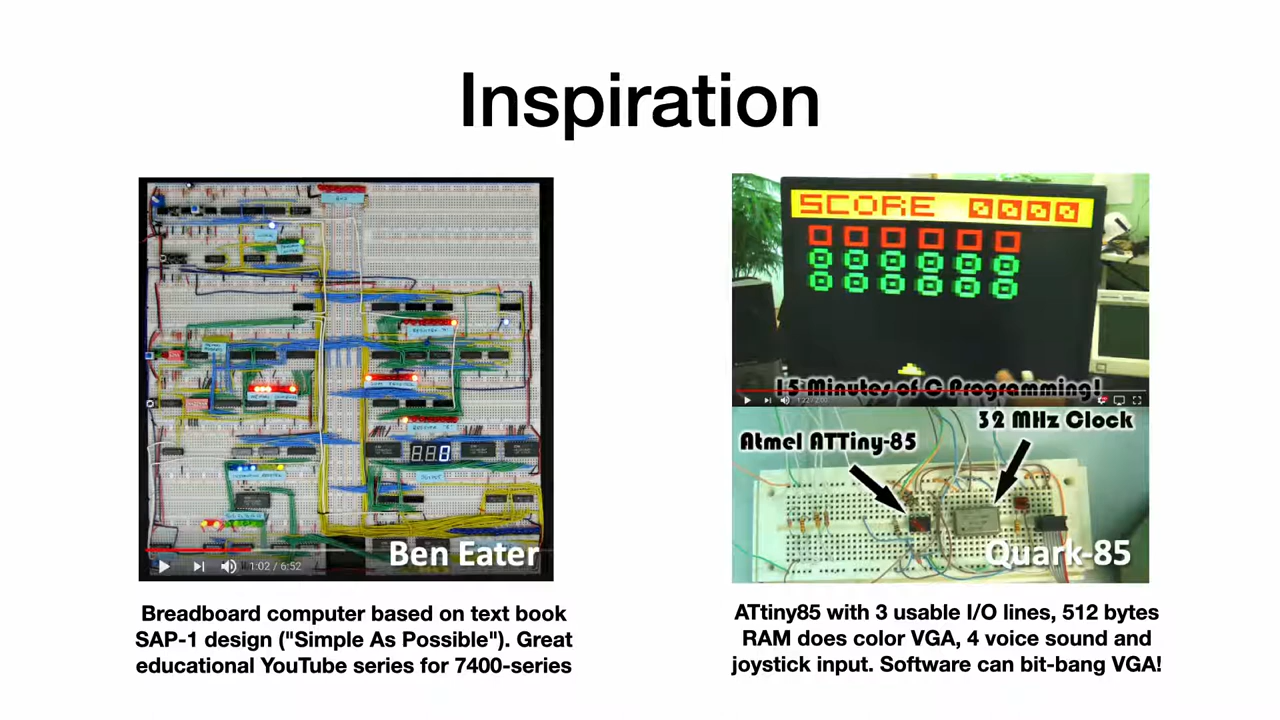 Inspiration
Ben Eater
1:02 / 6:52
Breadboard computer based on text book
SAP-1 design ("Simple As Possible"). Great
educational YouTube series for 7400-series
SCORE 0000
15 Minutes of C Programming!
32 MHz Clock
Atmel ATTiny-85
Quark-85
ATtiny85 with 3 usable I/O lines, 512 bytes
RAM does color VGA, 4 voice sound and
joystick input. Software can bit-bang VGA!